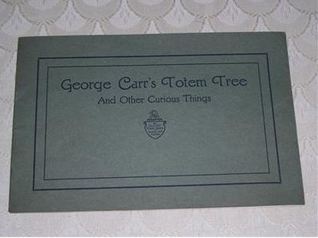 George Carr's Totem Tree
And Other Curious Things